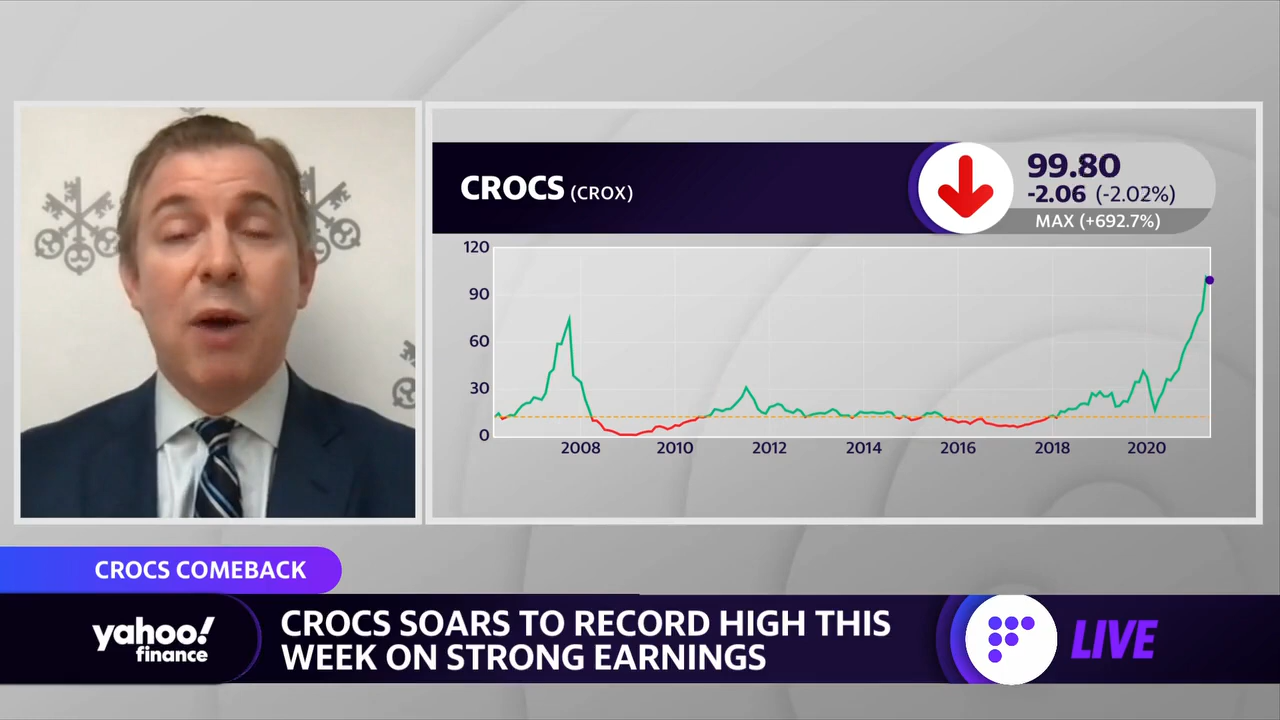 CROCS (CROX)
99.80
-2.06 (-2.02%)
MAX (+692.7%)
120
90
60
30
0
2008 2010 2012 2014 2016 2018 2020
CROCS COMEBACK
yahoo!
finance
CROCS SOARS TO RECORD HIGH THIS
WEEK ON STRONG EARNINGS
LIVE